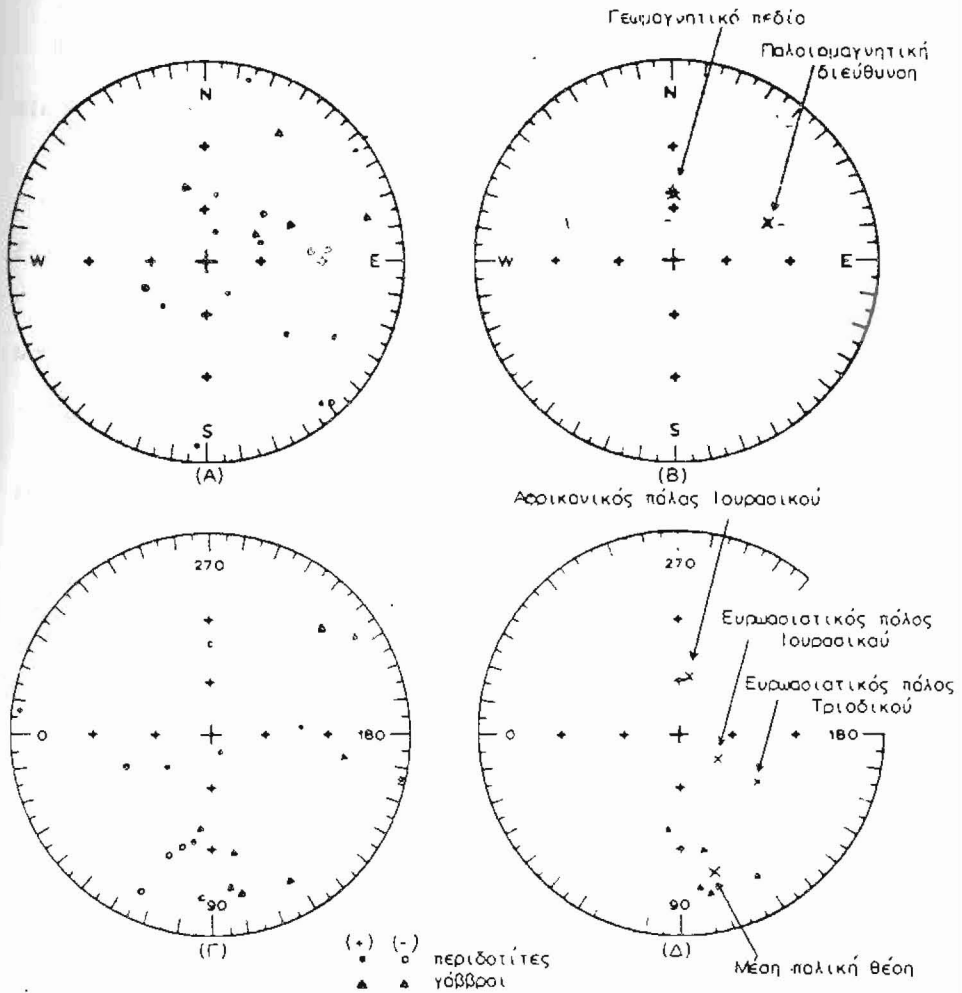 Γεωμαγνητικό πεδίο
Παλαιομαγνητική
διεύθυνση
N
W
E
S
(Α)
N
W
E
S
(Β)
Αφρικανικός πόλος Ιουρασικού
270
0
180
90
(Γ)
270
0
180
90
(Δ)
Ευρωασιατικός πόλος
Ιουρασικού
Ευρωασιατικός πόλος
Τριαδικού
Μέση πολική θέση
(+) (-)
περιδοτίτες
γάββροι